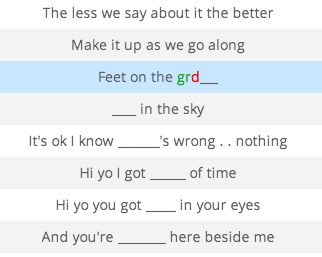 The less we say about it the better
Make it up as we go along
Feet on the grd___
____ in the sky
It's ok I know _______'s wrong . . nothing
Hi yo I got ______ of time
Hi yo you got _____ in your eyes
And you're ________ here beside me